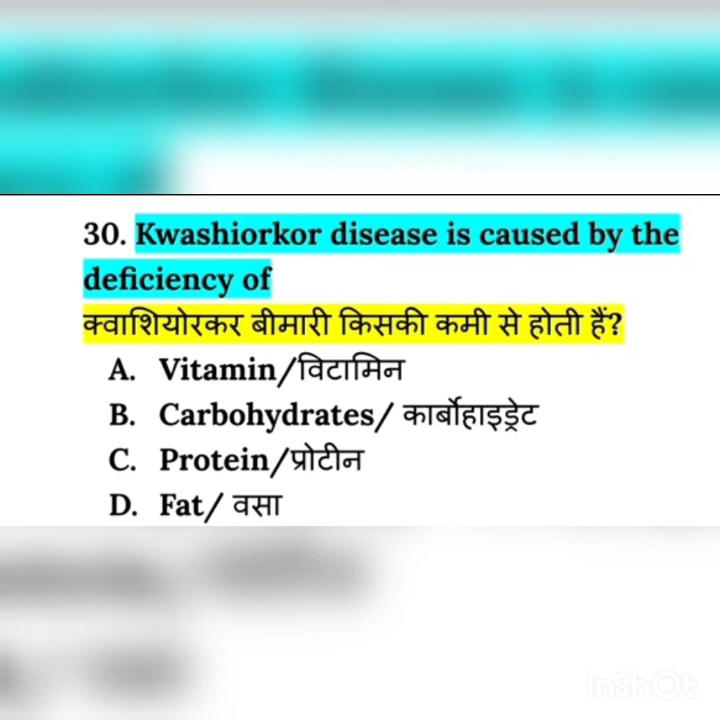 30. Kwashiorkor disease is caused by the
deficiency of
क्वाशियोरकर बीमारी किसकी कमी से होती हैं?
A. Vitamin/विटामिन
B. Carbohydrates/ कार्बोहाइड्रेट
C. Protein/प्रोटीन
D. Fat/ वसा
InShOt